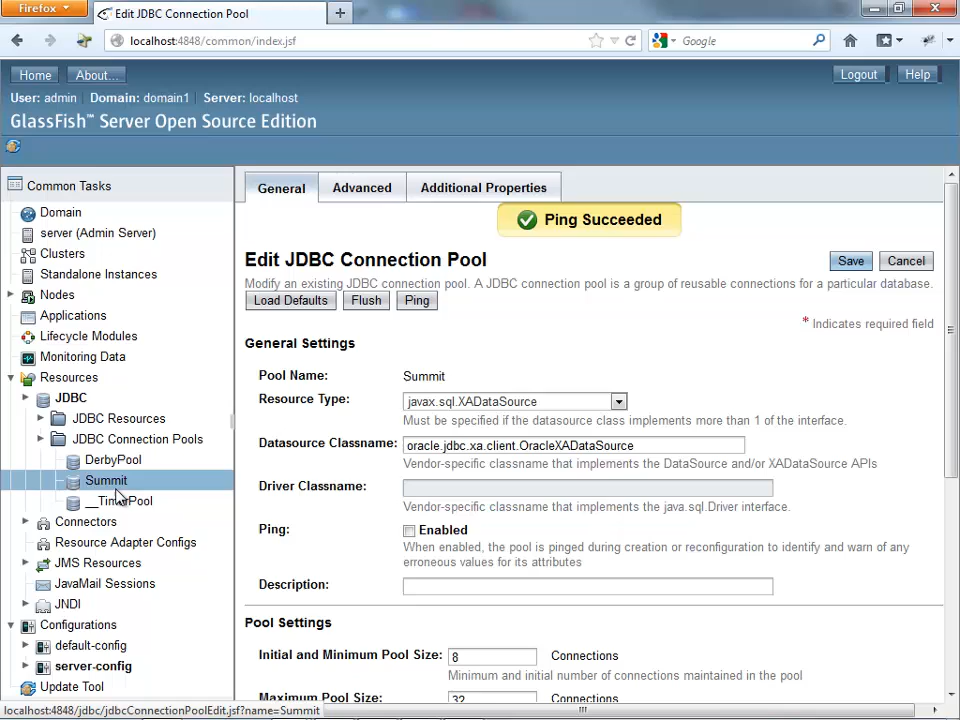 Firefox
Edit JDBC Connection Pool
localhost:4848/common/index.jsf
Google
Home
About...
Logout
Help
User: admin Domain: domain1 Server: localhost
GlassFish™ Server Open Source Edition
Common Tasks
Domain
server (Admin Server)
Clusters
Standalone Instances
Nodes
Applications
Lifecycle Modules
Monitoring Data
Resources
JDBC
JDBC Resources
JDBC Connection Pools
DerbyPool
Summit
__TimerPool
Connectors
Resource Adapter Configs
JMS Resources
JavaMail Sessions
JNDI
Configurations
default-config
server-config
Update Tool
General
Advanced
Additional Properties
Ping Succeeded
Edit JDBC Connection Pool
Save
Cancel
Modify an existing JDBC connection pool. A JDBC connection pool is a group of reusable connections for a particular database.
Load Defaults
Flush
Ping
* Indicates required field
General Settings
Pool Name: Summit
Resource Type: javax.sql.XADataSource
Must be specified if the datasource class implements more than 1 of the interface.
Datasource Classname: oracle.jdbc.xa.client.OracleXADataSource
Vendor-specific classname that implements the DataSource and/or XADataSource APIs
Driver Classname:
Vendor-specific classname that implements the java.sql.Driver interface.
Ping: Enabled
When enabled, the pool is pinged during creation or reconfiguration to identify and warn of any
erroneous values for its attributes
Description:
Pool Settings
Initial and Minimum Pool Size: 8 Connections
Minimum and initial number of connections maintained in the pool
Maximum Pool Size: 32 Connections
localhost:4848/jdbc/jdbcConnectionPoolEdit.jsf?name=Summit